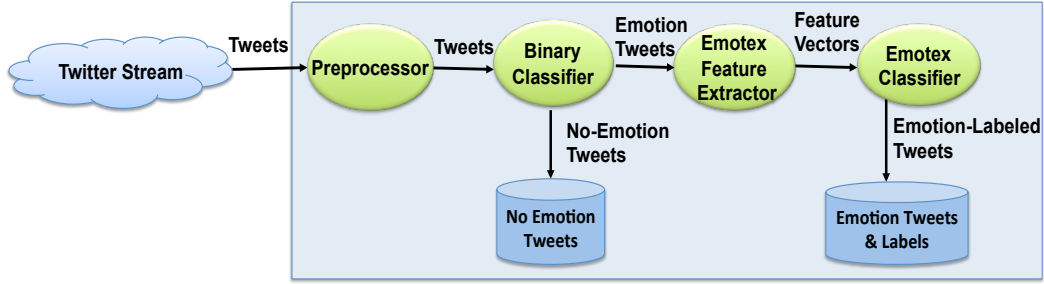 Twitter Stream
Tweets
Preprocessor
Tweets
Binary
Classifier
Emotion
Tweets
Emotex
Feature
Extractor
Feature
Vectors
Emotex
Classifier
No-Emotion
Tweets
Emotion-Labeled
Tweets
No Emotion
Tweets
Emotion Tweets
& Labels